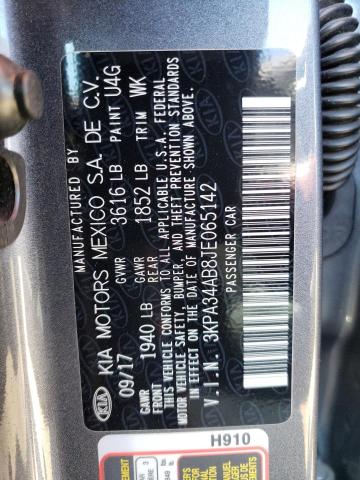 KIA KIA MOTORS MEXICO S.A. DE C.V.
MANUFACTURED
09/17 GVWR 3616 LB PAINT U4G
GAWR FRONT 1940 LB GAWR REAR 1852 LB TRIM WK
THIS VEHICLE CONFORMS TO ALL APPLICABLE U.S.A. FEDERAL
MOTOR VEHICLE SAFETY, BUMPER, AND THEFT PREVENTION STANDARDS
IN EFFECT ON THE DATE OF MANUFACTURE SHOWN ABOVE.
V.I.N.: 3KPA34AB8JE065142
PASSENGER CAR
H910